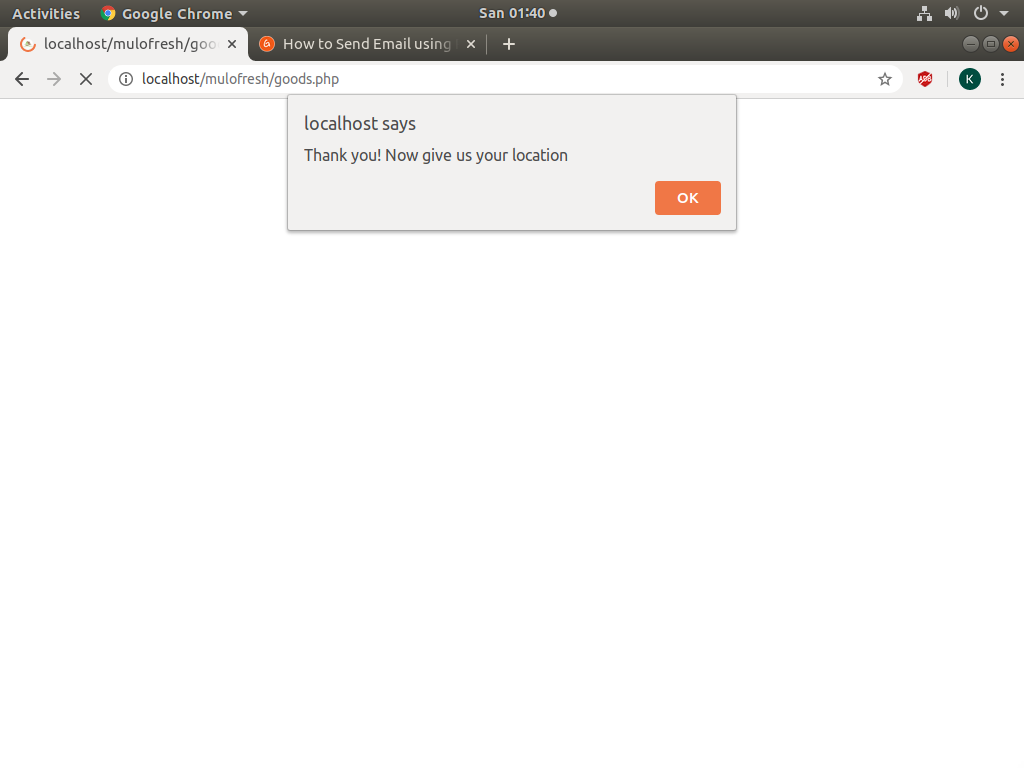 Activities Google Chrome San 01:40
localhost/mulofresh/goo How to Send Email using
localhost/mulofresh/goods.php ABP K
localhost says
Thank you! Now give us your location
OK